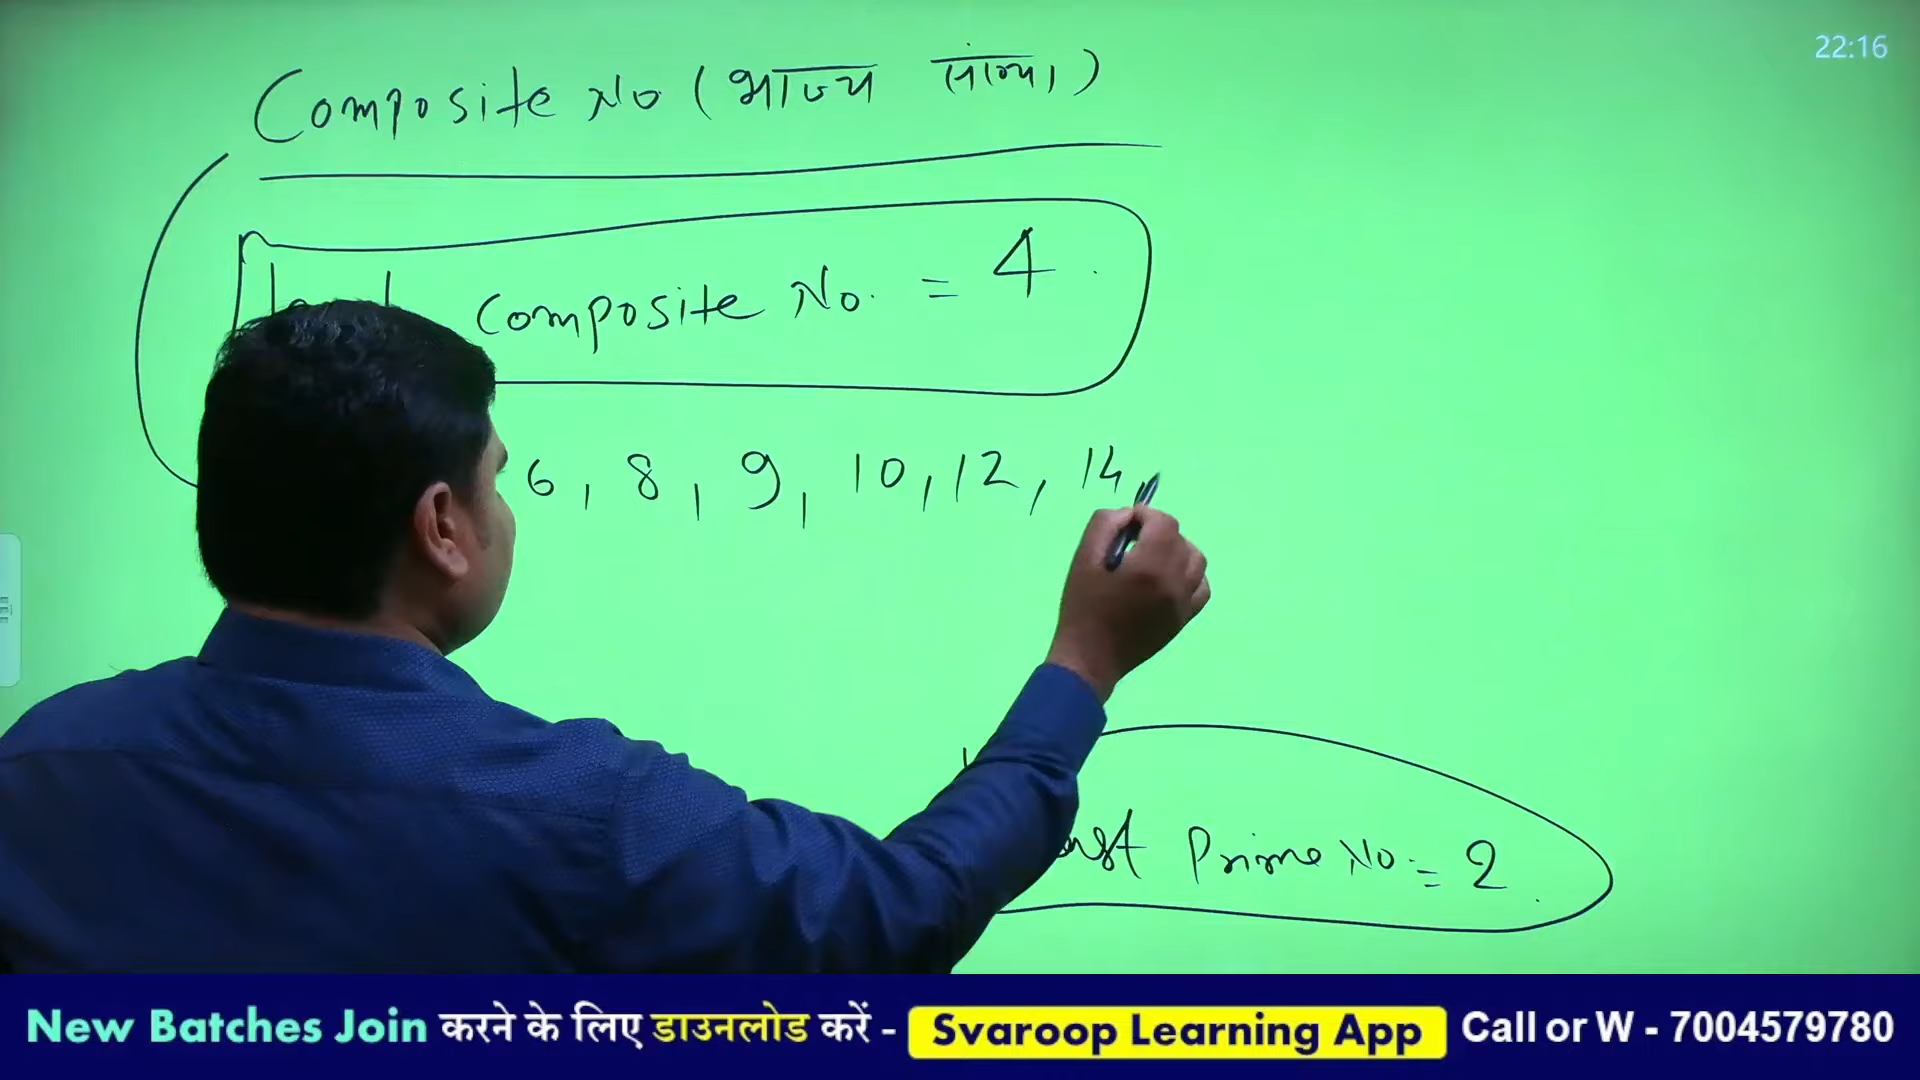 22:16
Composite No (भाज्य संख्या)
composite No. = 4
6, 8, 9, 10, 12, 14,
Prime No. = 2
New Batches Join करने के लिए डाउनलोड करें - Svaroop Learning App Call or W - 7004579780